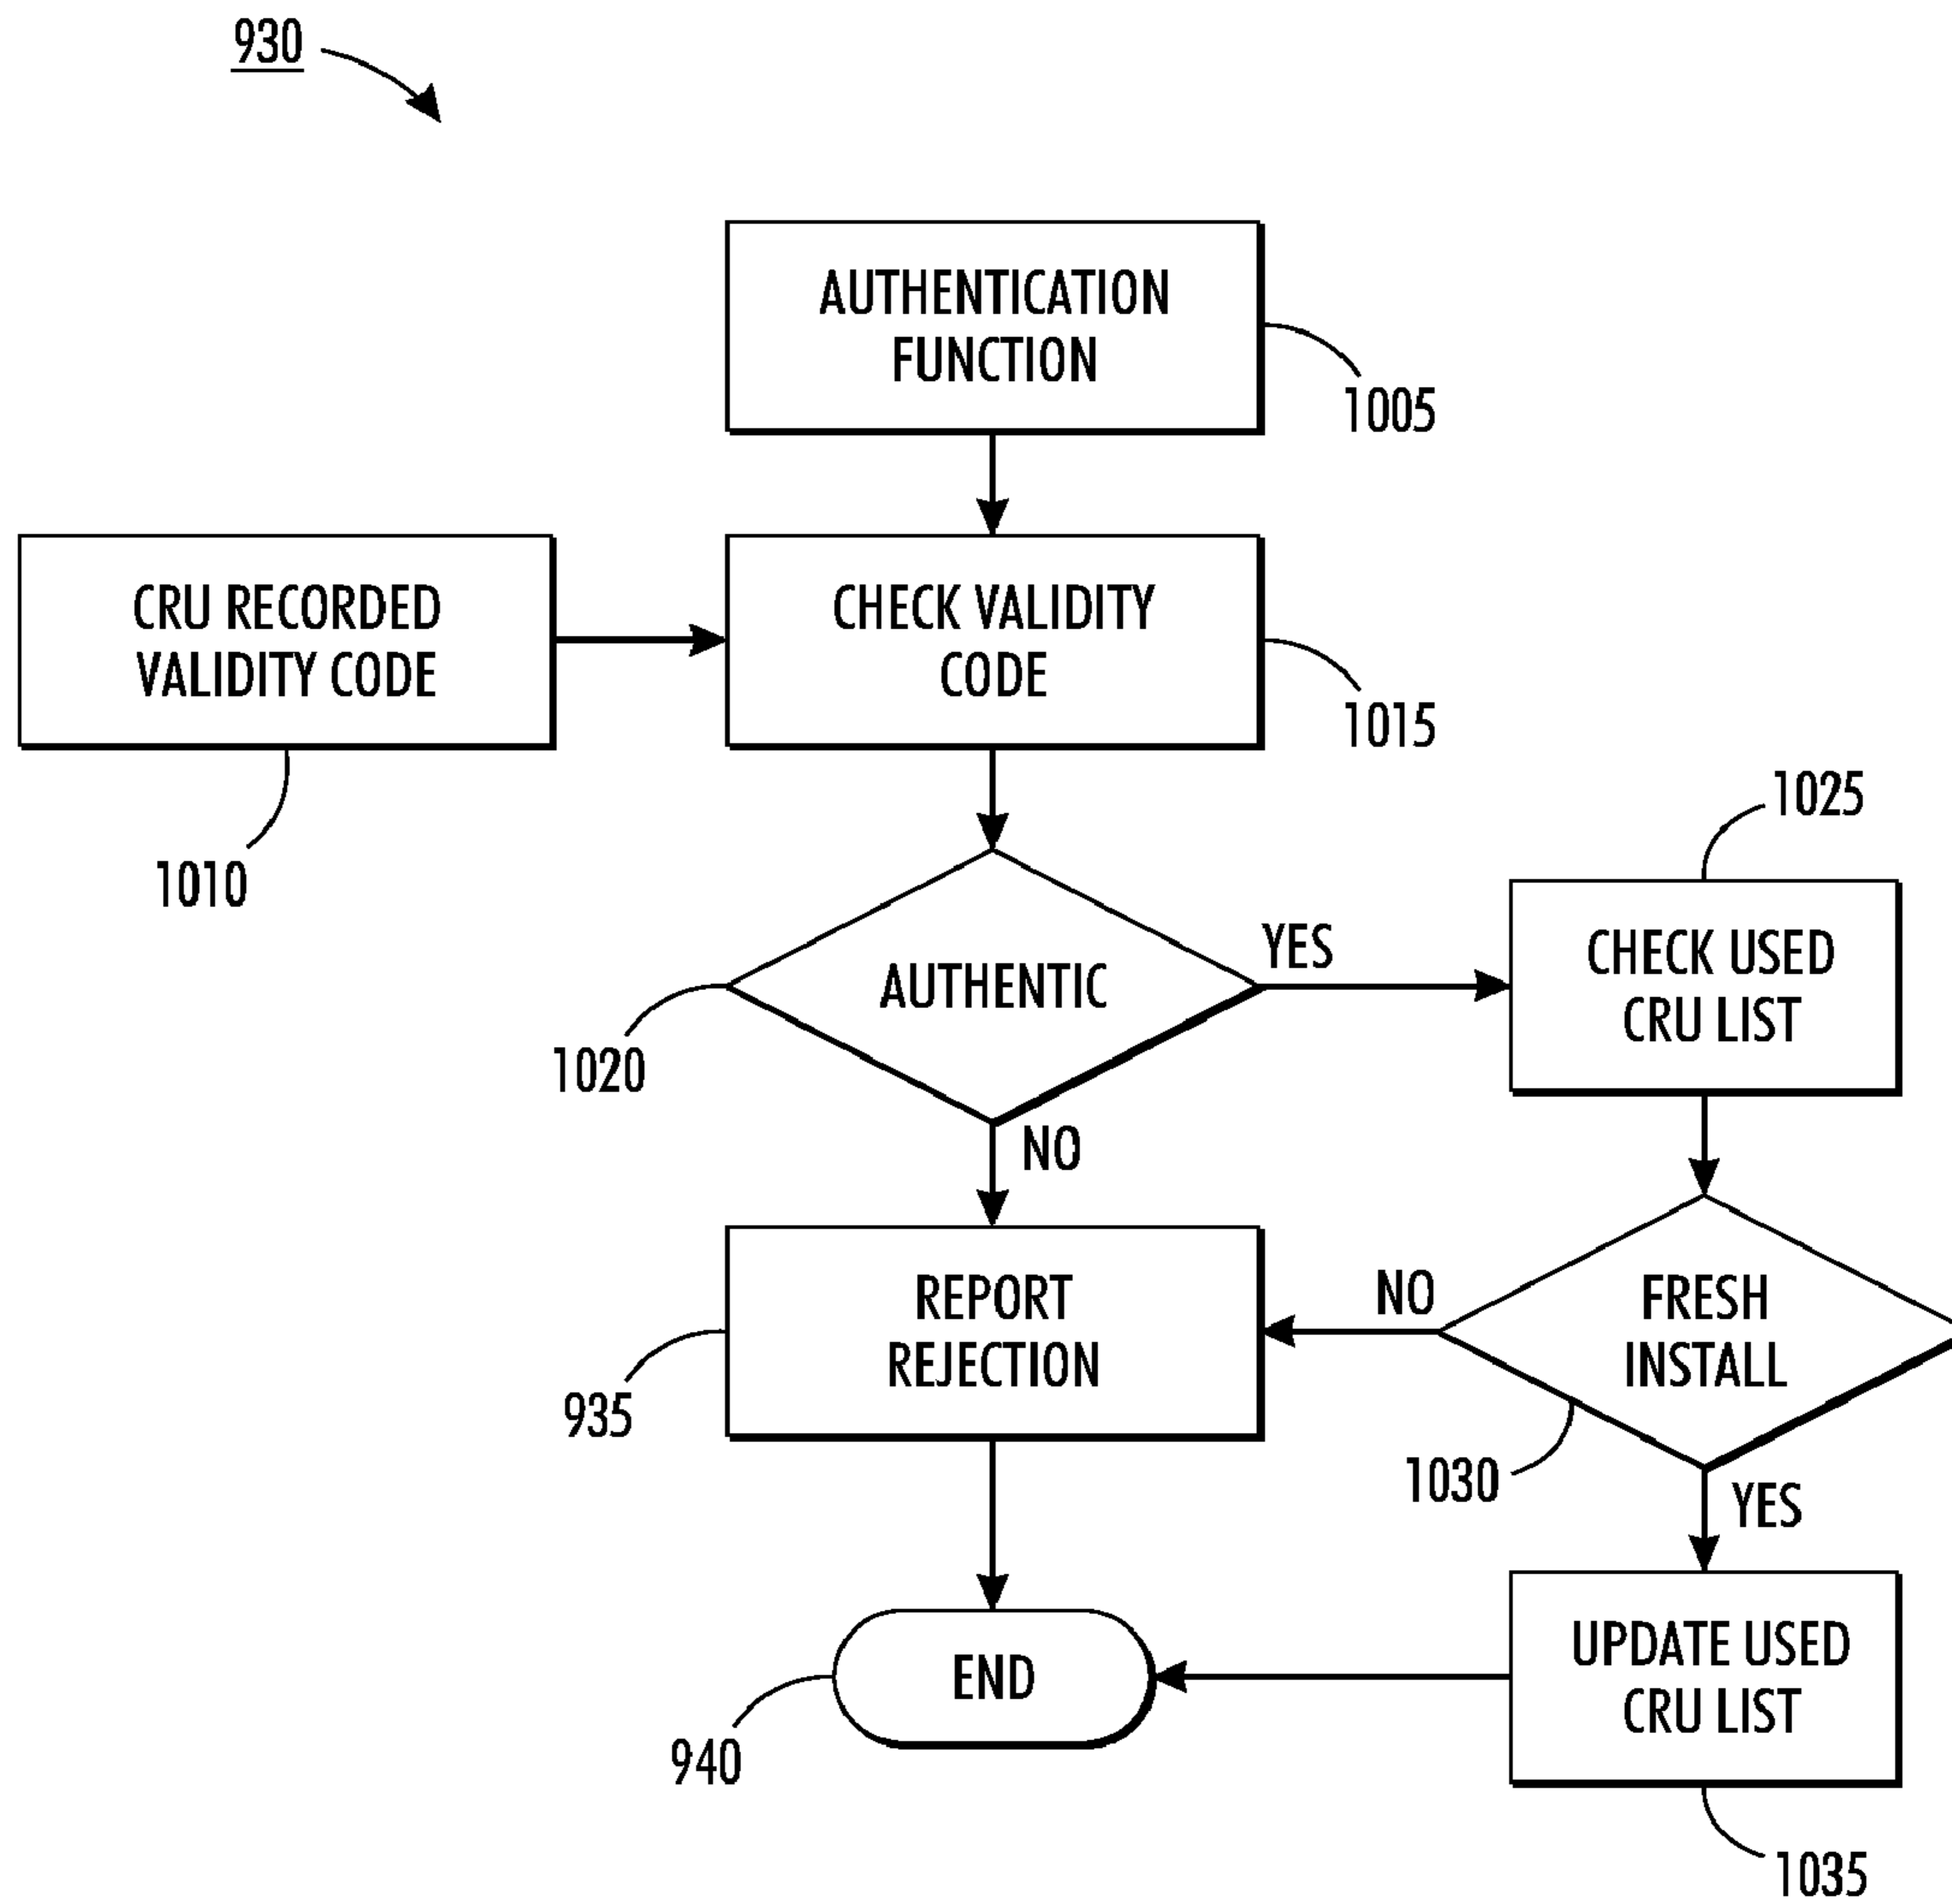 930
AUTHENTICATION
FUNCTION
1005
CRU RECORDED
VALIDITY CODE
1010
CHECK VALIDITY
CODE
1015
1025
AUTHENTIC
YES
CHECK USED
CRU LIST
1020
NO
REPORT
REJECTION
NO
FRESH
INSTALL
935
1030
YES
END
UPDATE USED
CRU LIST
940
1035